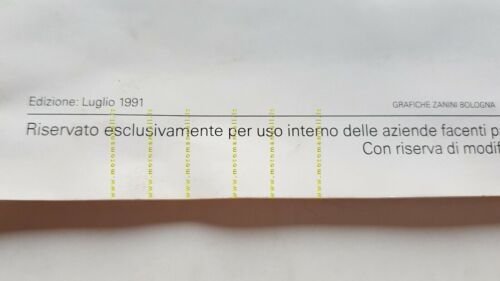 Edizione: Luglio 1991
GRAFICHE ZANINI BOLOGNA
Riservato esclusivamente per uso interno delle aziende facenti p
Con riserva di modif